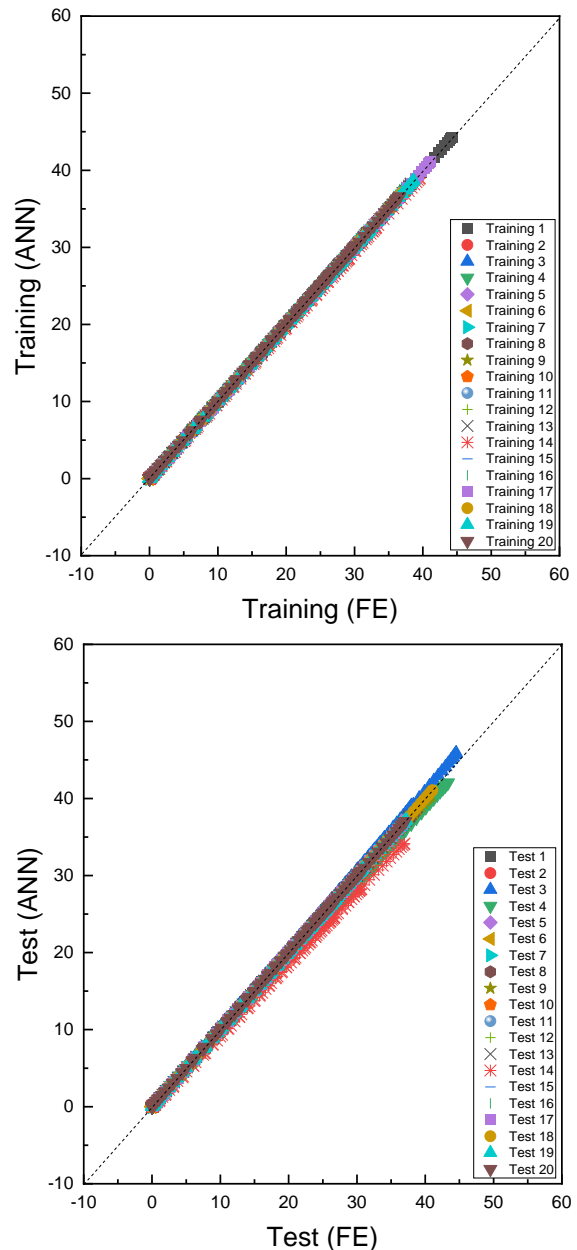 60
50
40
30
20
10
0
-10
-10 0 10 20 30 40 50 60
Training (ANN)
Training (FE)
Training 1
Training 2
Training 3
Training 4
Training 5
Training 6
Training 7
Training 8
Training 9
Training 10
Training 11
Training 12
Training 13
Training 14
Training 15
Training 16
Training 17
Training 18
Training 19
Training 20
60
50
40
30
20
10
0
-10
-10 0 10 20 30 40 50 60
Test (ANN)
Test (FE)
Test 1
Test 2
Test 3
Test 4
Test 5
Test 6
Test 7
Test 8
Test 9
Test 10
Test 11
Test 12
Test 13
Test 14
Test 15
Test 16
Test 17
Test 18
Test 19
Test 20